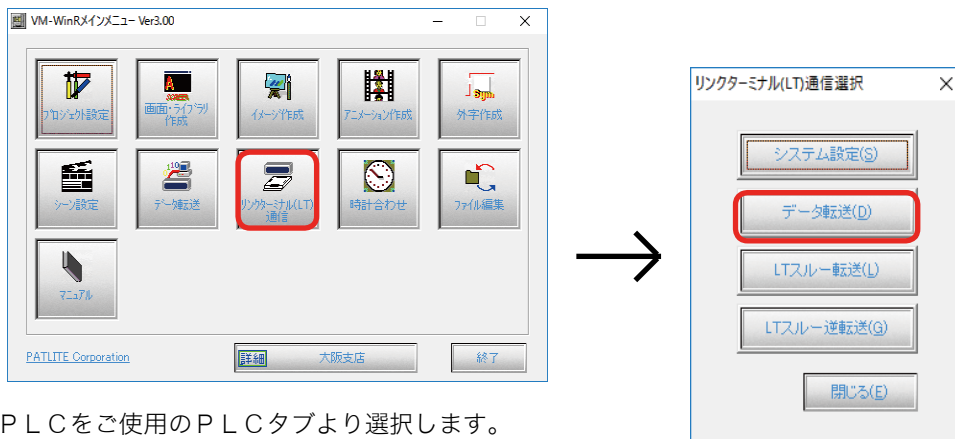 VM-WinRメインメニュー Ver3.00
プロジェクト設定
画面・ライブラリ
作成
イメージ作成
アニメーション作成
外字作成
シーン設定
データ転送
リンクターミナル(LT)
通信
時計合わせ
ファイル編集
マニュアル
PATLITE Corporation
詳細
大阪支店
終了
リンクターミナル(LT)通信選択
システム設定(S)
データ転送(D)
LTスルー転送(L)
LTスルー逆転送(G)
閉じる(E)
ＰＬＣをご使用のＰＬＣタブより選択します。